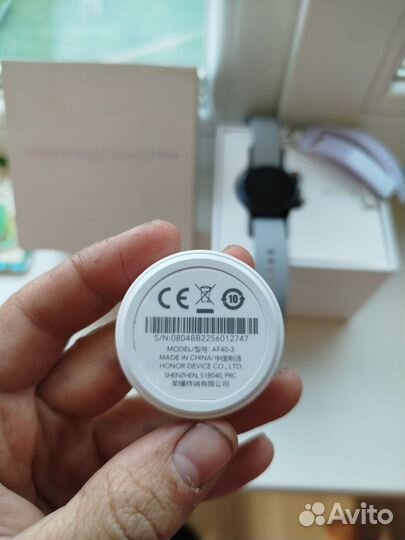 CE
10
S/N:0804BB2256012747
MODEL/型号: AF40-3
MADE IN CHINA/中国制造
HONOR DEVICE CO., LTD.
SHENZHEN, 518040, PRC
荣耀终端有限公司
Avito